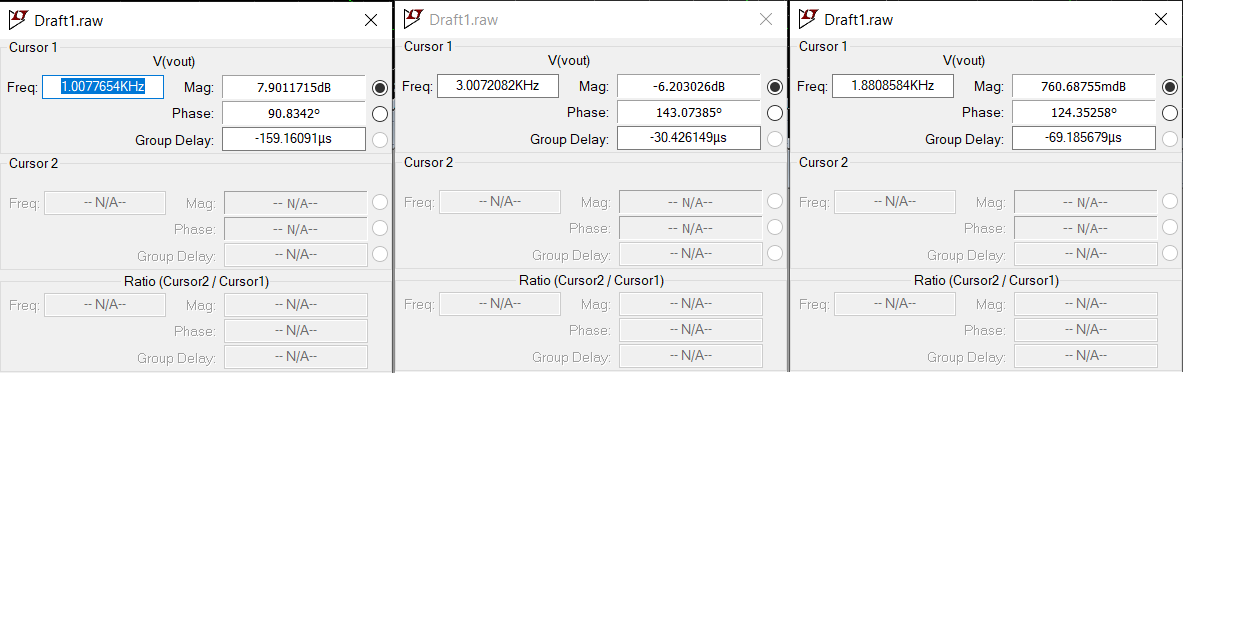 Draft1.raw
Cursor 1
V(vout)
Freq: 1.0077654KHz Mag: 7.9011715dB
Phase: 90.8342°
Group Delay: -159.16091µs
Cursor 2
Freq: -- N/A-- Mag: -- N/A--
Phase: -- N/A--
Group Delay: -- N/A--
Ratio (Cursor2 / Cursor1)
Freq: -- N/A-- Mag: -- N/A--
Phase: -- N/A--
Group Delay: -- N/A--
Draft1.raw
Cursor 1
V(vout)
Freq: 3.0072082KHz Mag: -6.203026dB
Phase: 143.07385°
Group Delay: -30.426149µs
Cursor 2
Freq: -- N/A-- Mag: -- N/A--
Phase: -- N/A--
Group Delay: -- N/A--
Ratio (Cursor2 / Cursor1)
Freq: -- N/A-- Mag: -- N/A--
Phase: -- N/A--
Group Delay: -- N/A--
Draft1.raw
Cursor 1
V(vout)
Freq: 1.8808584KHz Mag: 760.68755mdB
Phase: 124.35258°
Group Delay: -69.185679µs
Cursor 2
Freq: -- N/A-- Mag: -- N/A--
Phase: -- N/A--
Group Delay: -- N/A--
Ratio (Cursor2 / Cursor1)
Freq: -- N/A-- Mag: -- N/A--
Phase: -- N/A--
Group Delay: -- N/A--